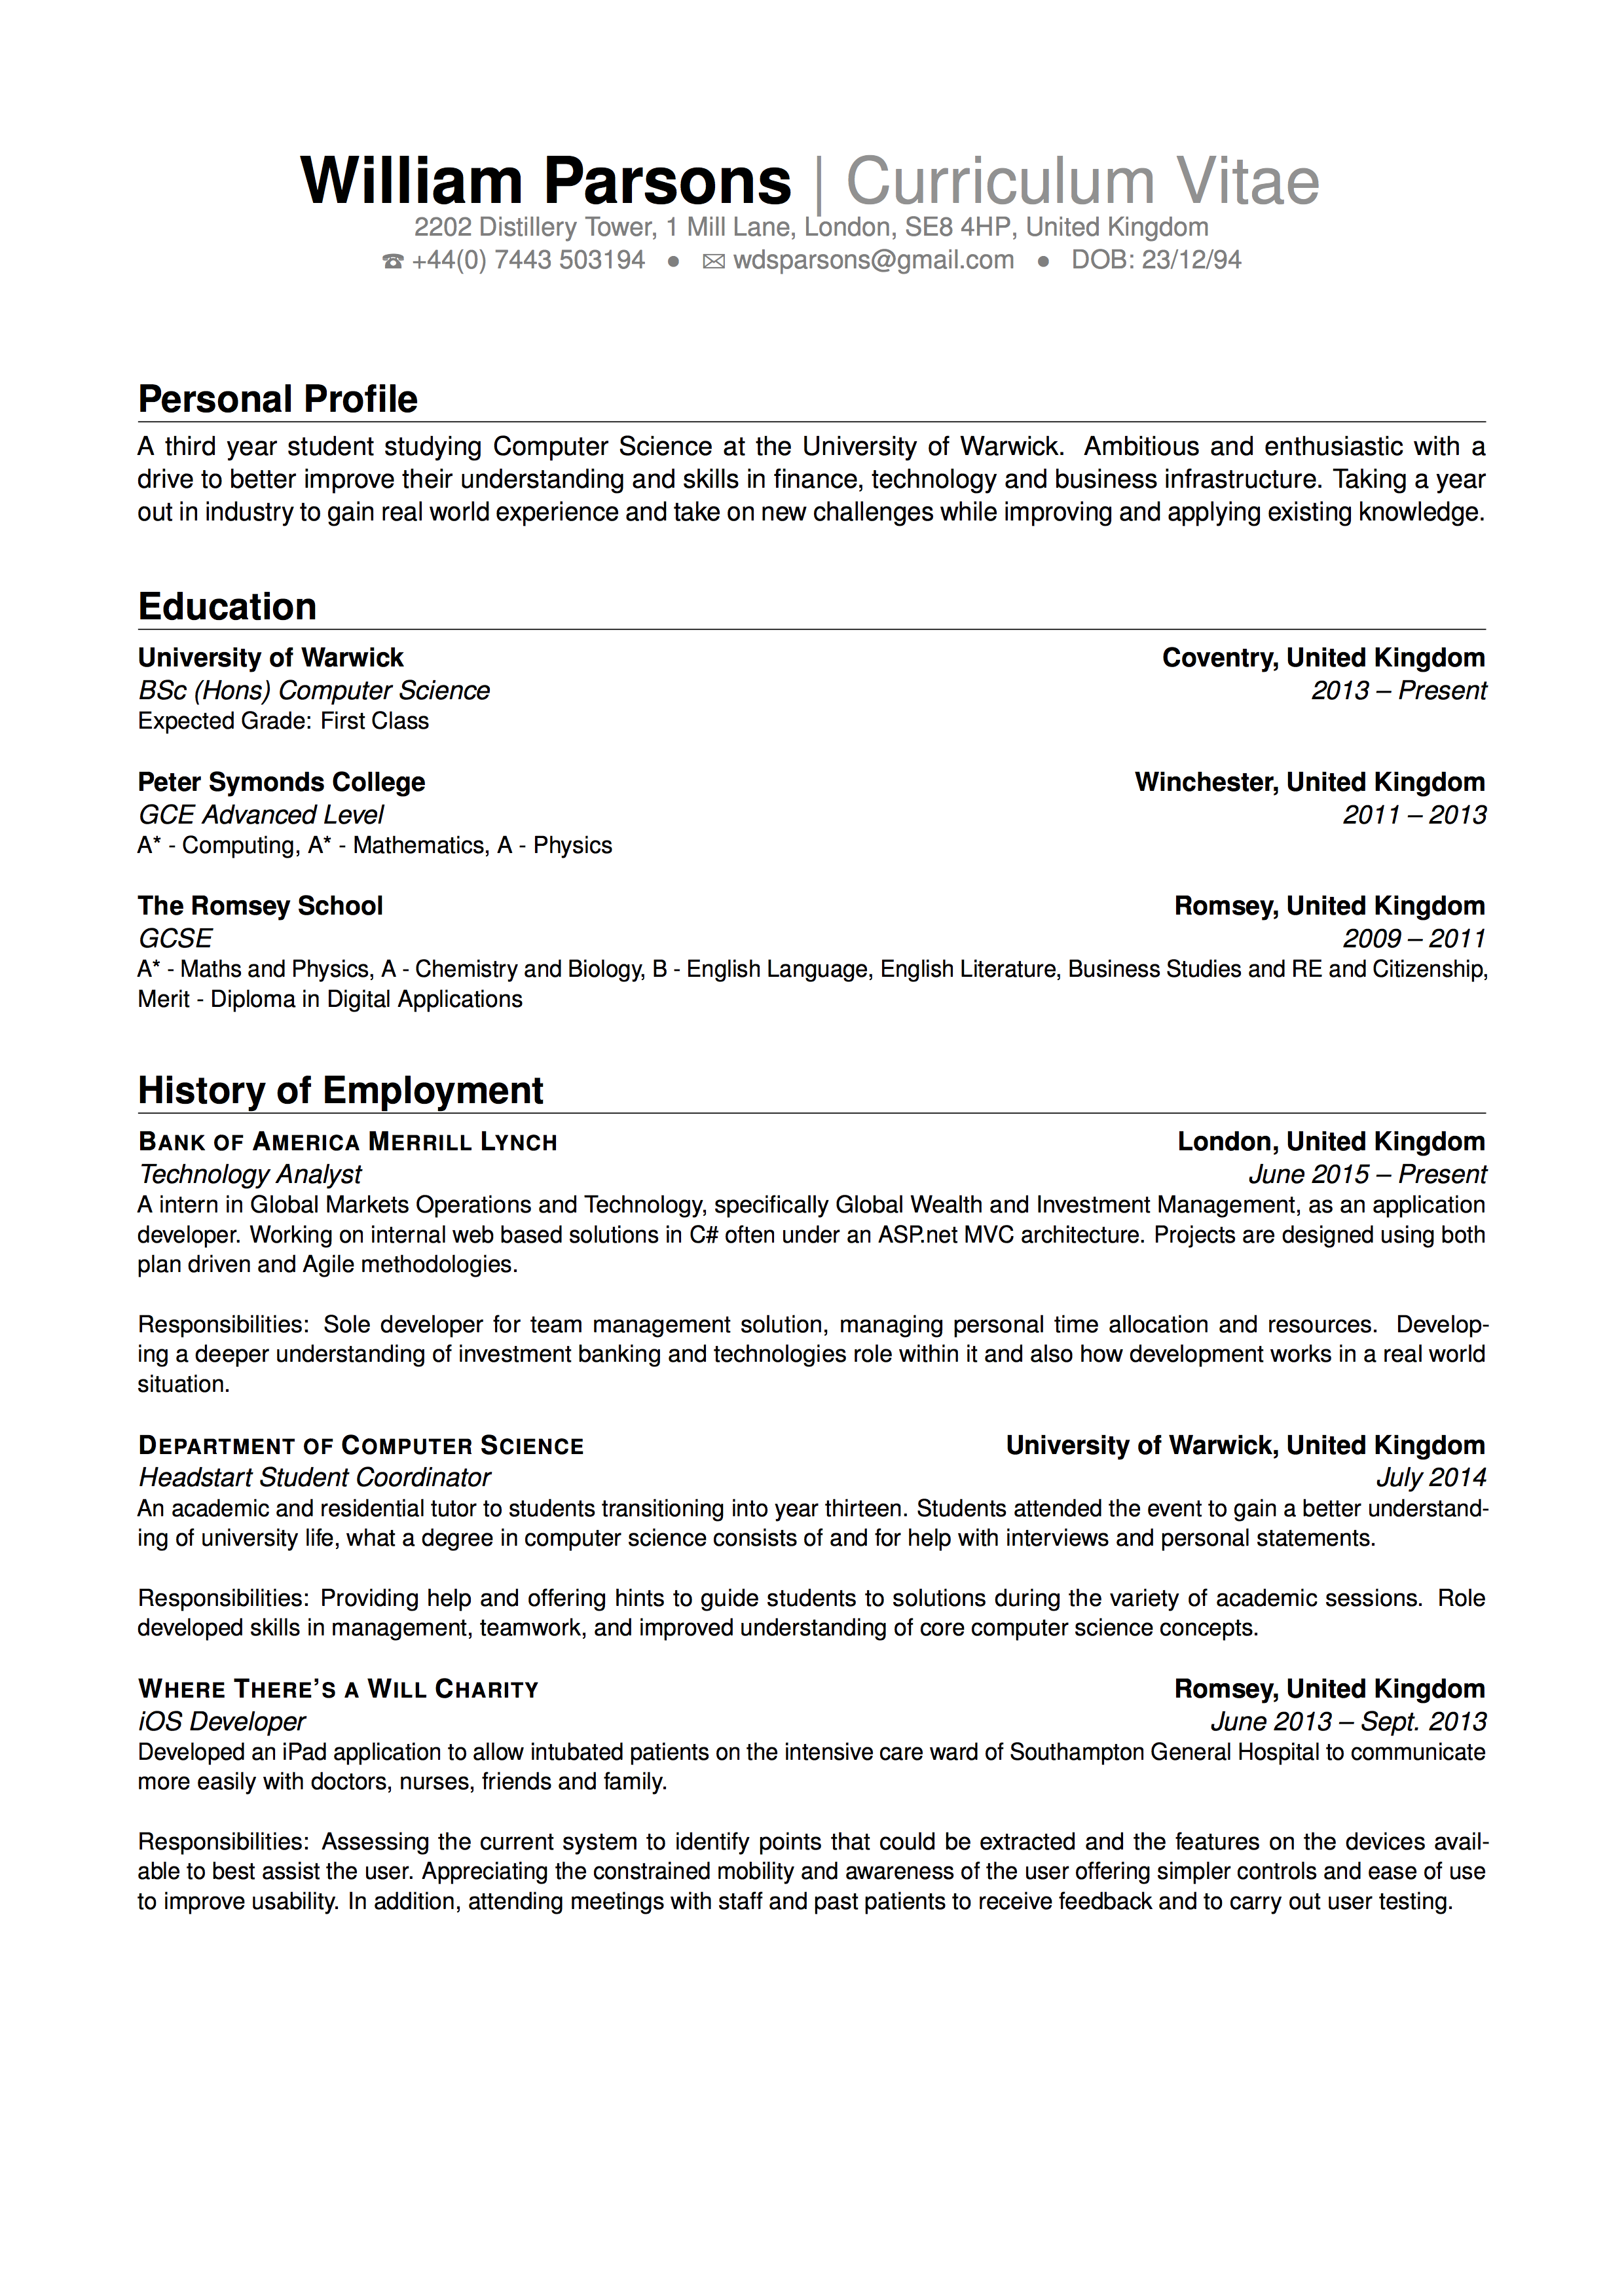 William Parsons | Curriculum Vitae
2202 Distillery Tower, 1 Mill Lane, London, SE8 4HP, United Kingdom
☎ +44(0) 7443 503194 ● ✉ wdsparsons@gmail.com ● DOB: 23/12/94
Personal Profile
A third year student studying Computer Science at the University of Warwick. Ambitious and enthusiastic with a
drive to better improve their understanding and skills in finance, technology and business infrastructure. Taking a year
out in industry to gain real world experience and take on new challenges while improving and applying existing knowledge.
Education
University of Warwick Coventry, United Kingdom
BSc (Hons) Computer Science 2013 – Present
Expected Grade: First Class
Peter Symonds College Winchester, United Kingdom
GCE Advanced Level 2011 – 2013
A* - Computing, A* - Mathematics, A - Physics
The Romsey School Romsey, United Kingdom
GCSE 2009 – 2011
A* - Maths and Physics, A - Chemistry and Biology, B - English Language, English Literature, Business Studies and RE and Citizenship,
Merit - Diploma in Digital Applications
History of Employment
BANK OF AMERICA MERRILL LYNCH London, United Kingdom
Technology Analyst June 2015 – Present
A intern in Global Markets Operations and Technology, specifically Global Wealth and Investment Management, as an application
developer. Working on internal web based solutions in C# often under an ASP.net MVC architecture. Projects are designed using both
plan driven and Agile methodologies.
Responsibilities: Sole developer for team management solution, managing personal time allocation and resources. Develop-
ing a deeper understanding of investment banking and technologies role within it and also how development works in a real world
situation.
DEPARTMENT OF COMPUTER SCIENCE University of Warwick, United Kingdom
Headstart Student Coordinator July 2014
An academic and residential tutor to students transitioning into year thirteen. Students attended the event to gain a better understand-
ing of university life, what a degree in computer science consists of and for help with interviews and personal statements.
Responsibilities: Providing help and offering hints to guide students to solutions during the variety of academic sessions. Role
developed skills in management, teamwork, and improved understanding of core computer science concepts.
WHERE THERE'S A WILL CHARITY Romsey, United Kingdom
iOS Developer June 2013 – Sept. 2013
Developed an iPad application to allow intubated patients on the intensive care ward of Southampton General Hospital to communicate
more easily with doctors, nurses, friends and family.
Responsibilities: Assessing the current system to identify points that could be extracted and the features on the devices avail-
able to best assist the user. Appreciating the constrained mobility and awareness of the user offering simpler controls and ease of use
to improve usability. In addition, attending meetings with staff and past patients to receive feedback and to carry out user testing.